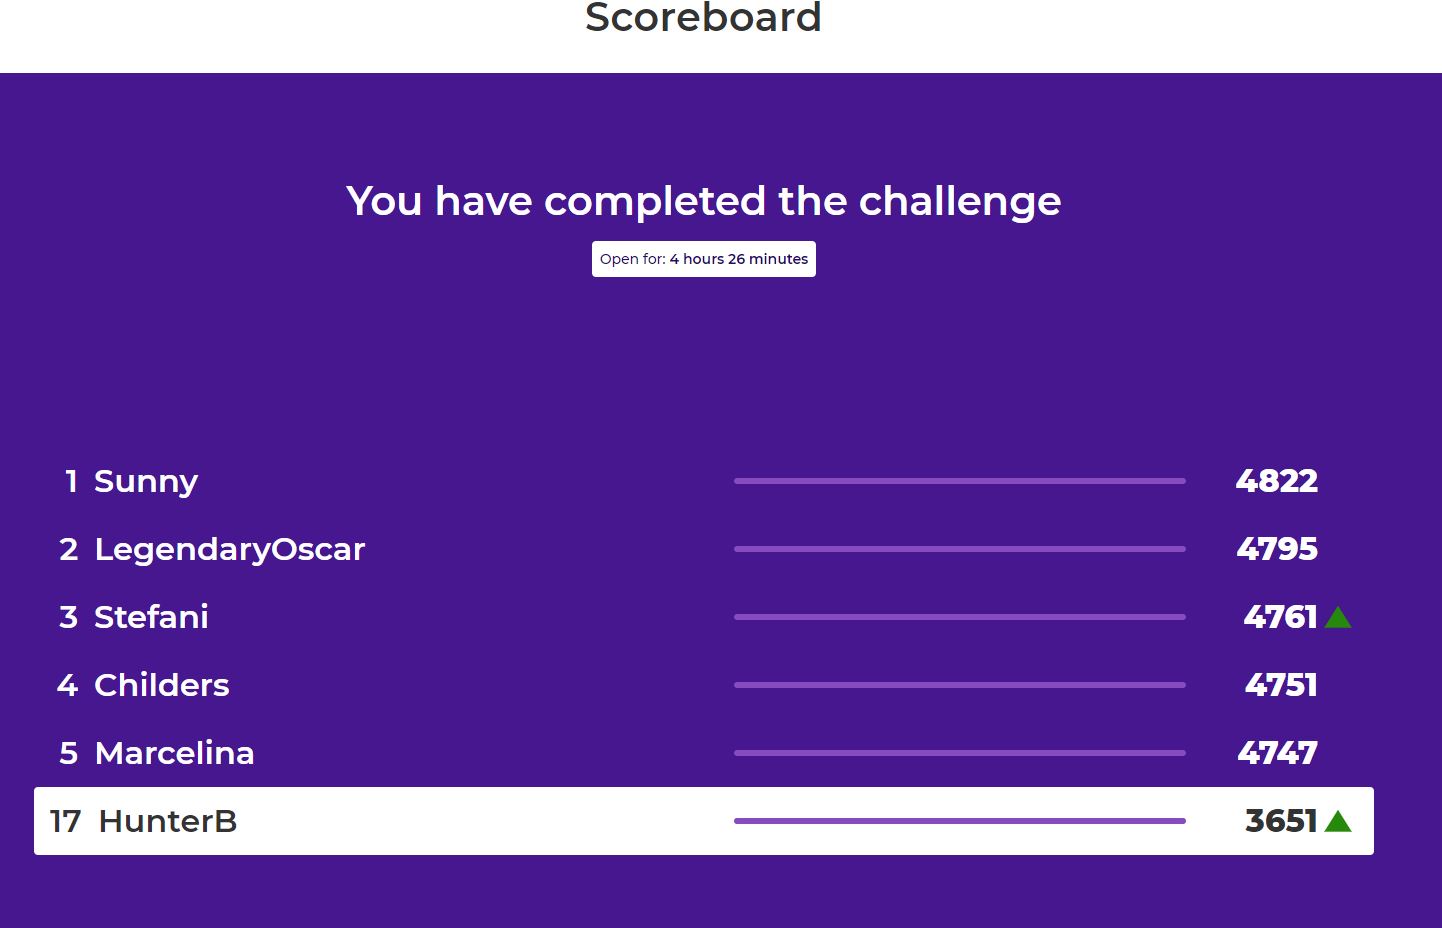 Scoreboard
You have completed the challenge
Open for: 4 hours 26 minutes
1 Sunny 4822
2 LegendaryOscar 4795
3 Stefani 4761
4 Childers 4751
5 Marcelina 4747
17 HunterB 3651